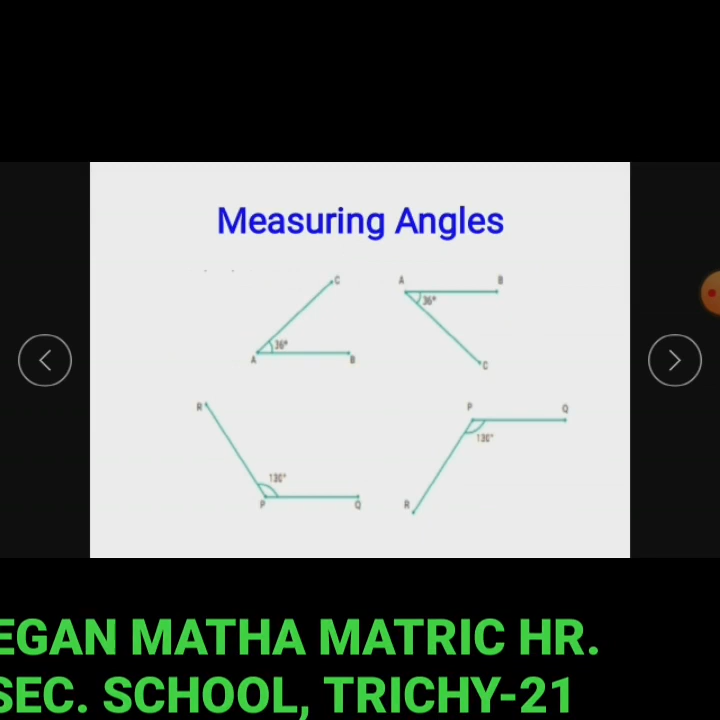 Measuring Angles
C
A
B
36°
36°
A
B
C
R
P
Q
130°
130°
P
Q
R
EGAN MATHA MATRIC HR.
SEC. SCHOOL, TRICHY-21